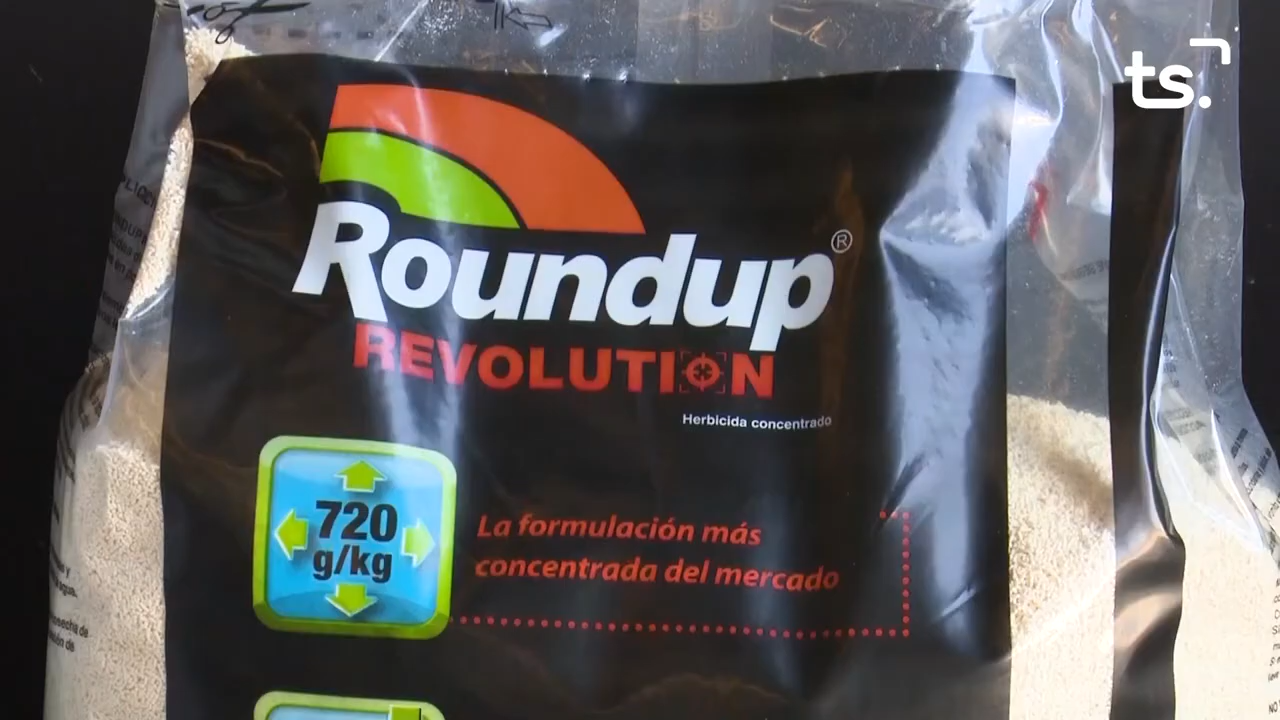 ts.
Roundup®
REVOLUTION
Herbicida concentrado
720
g/kg
La formulación más
concentrada del mercado